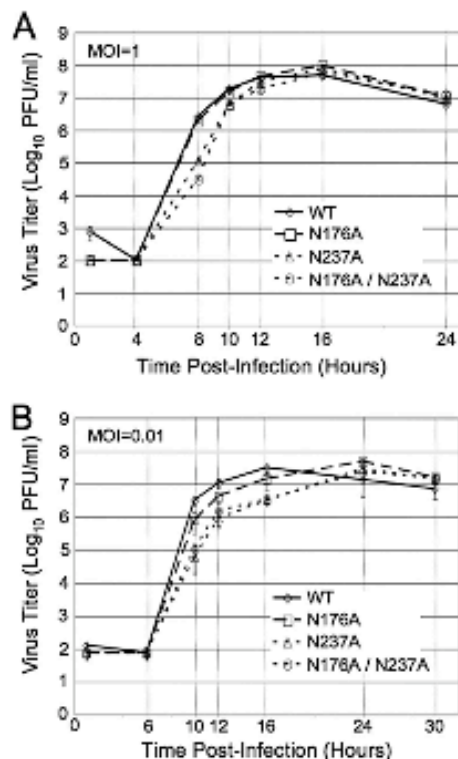 A
MOI=1
Virus Titer (Log10 PFU/ml)
9
8
7
6
5
4
3
2
1
0
WT
N176A
N237A
N176A / N237A
0 4 8 10 12 16 24
Time Post-Infection (Hours)
B
MOI=0.01
Virus Titer (Log10 PFU/ml)
9
8
7
6
5
4
3
2
1
0
WT
N176A
N237A
N176A / N237A
0 6 10 12 16 24 30
Time Post-Infection (Hours)